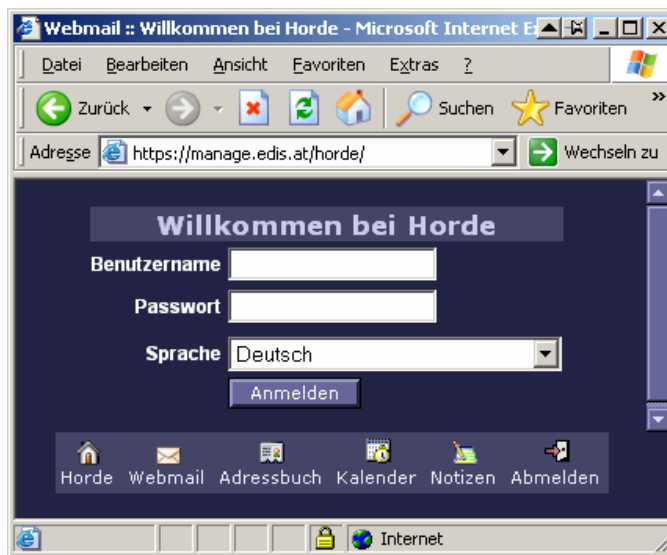 Webmail :: Willkommen bei Horde - Microsoft Internet E
Datei Bearbeiten Ansicht Favoriten Extras ?
Zurück Suchen Favoriten »
Adresse https://manage.edis.at/horde/ Wechseln zu
Willkommen bei Horde
Benutzername
Passwort
Sprache Deutsch
Anmelden
Horde Webmail Adressbuch Kalender Notizen Abmelden
Internet